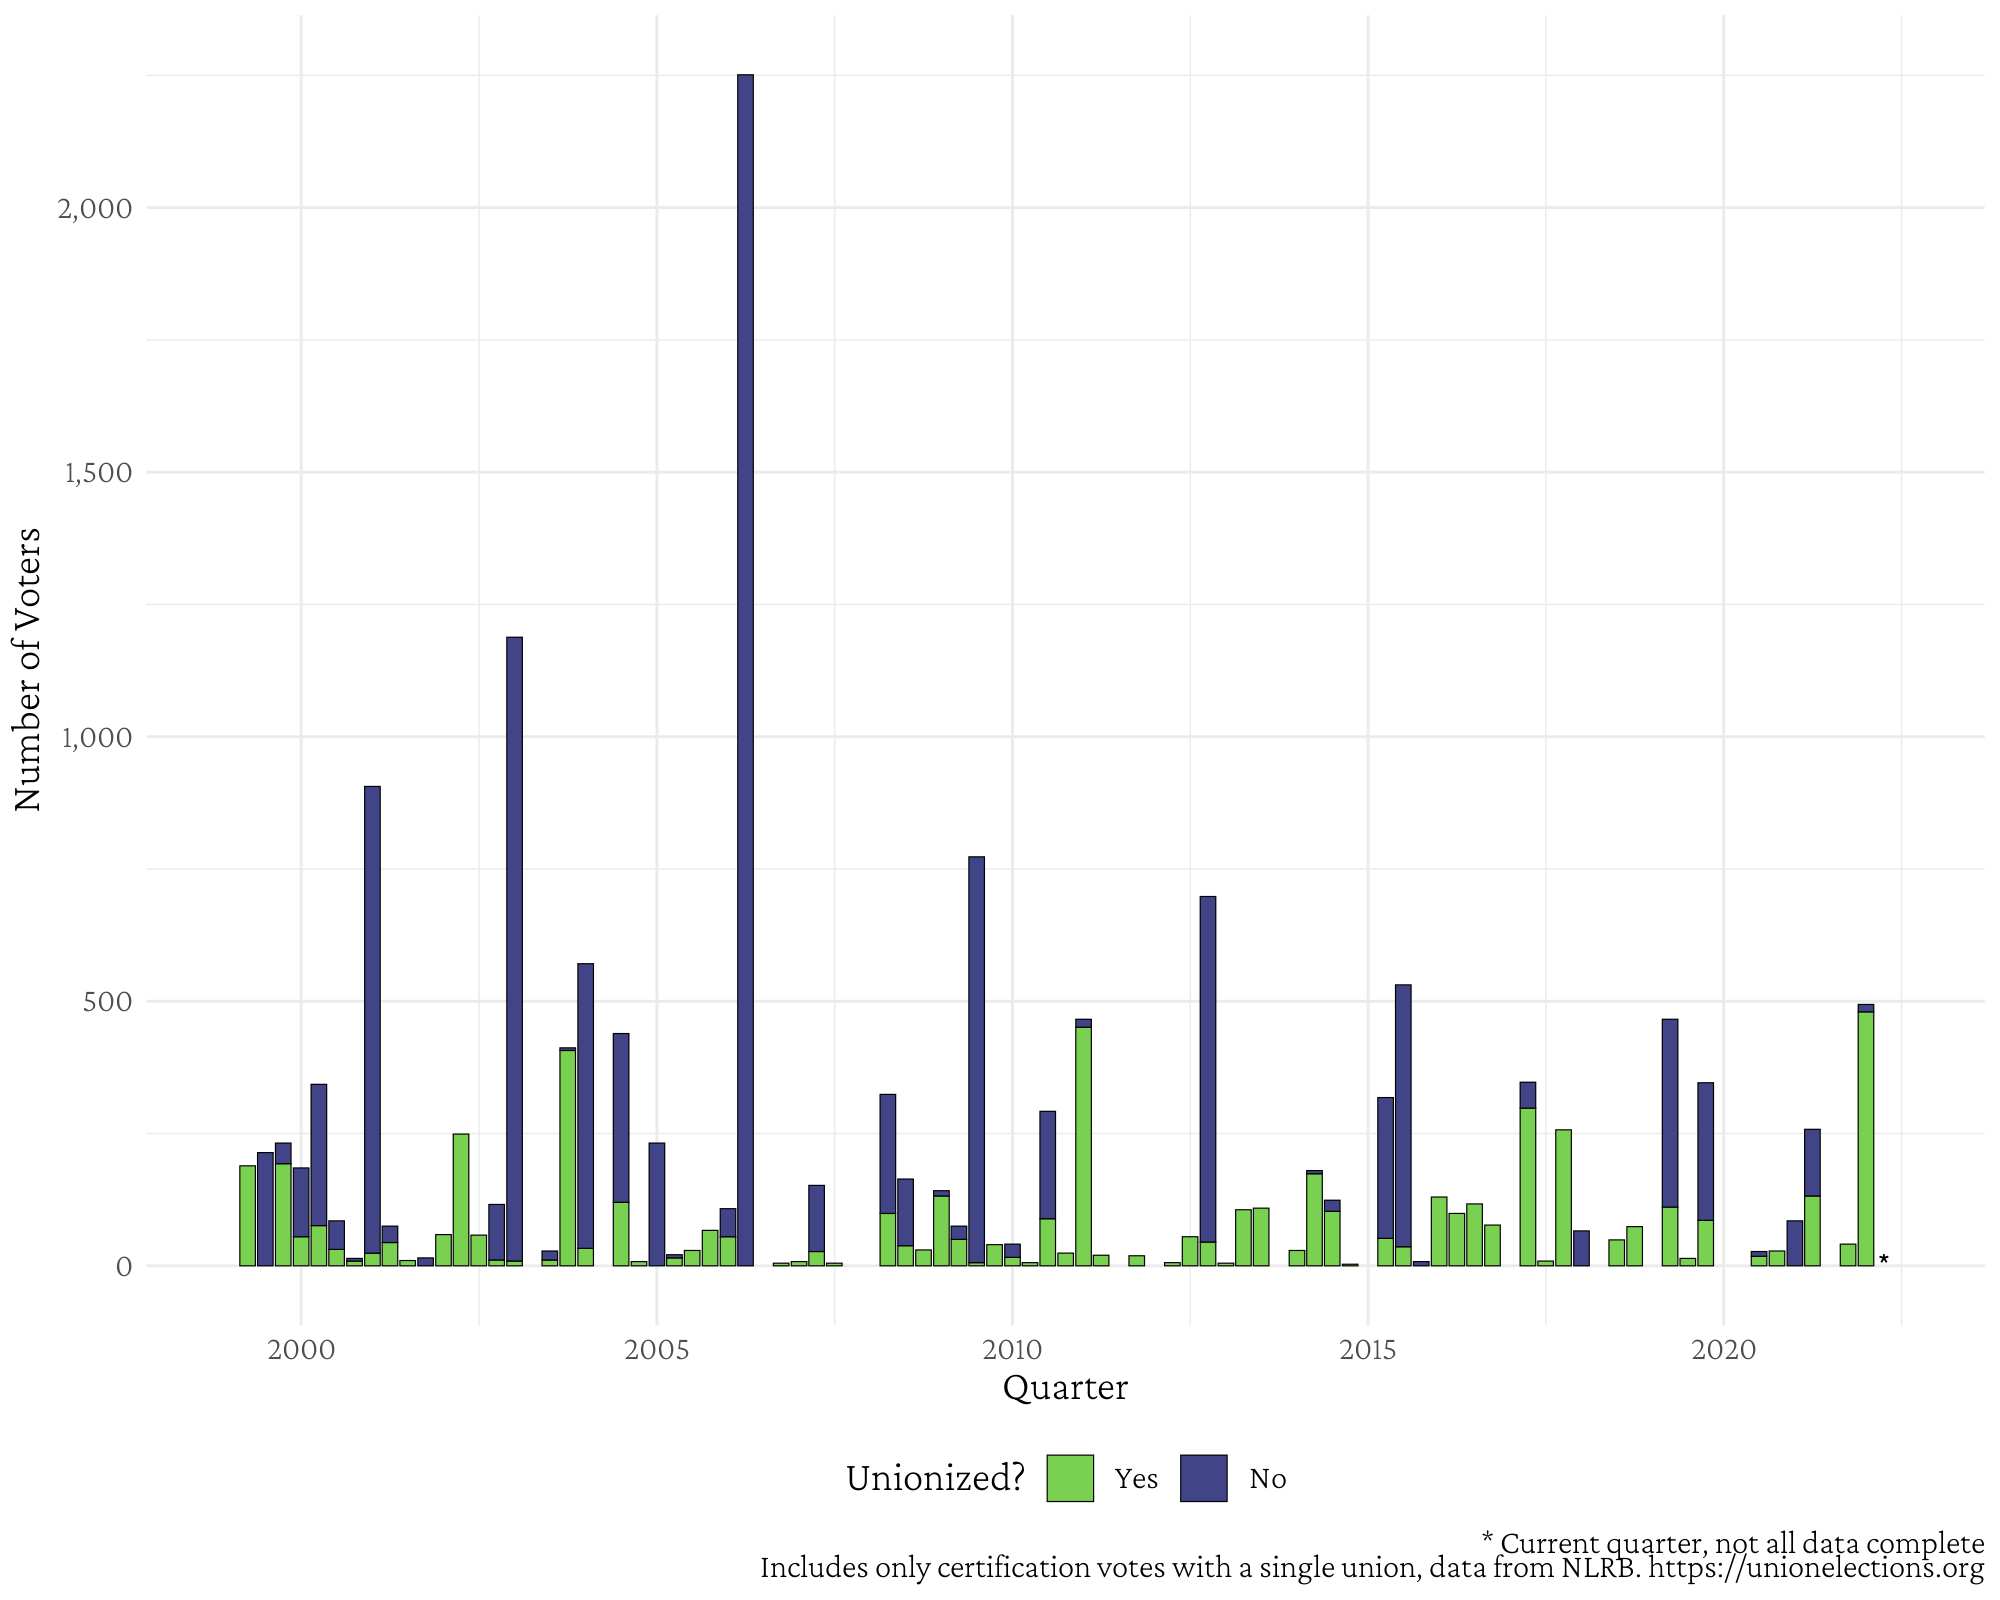 2,000
1,500
1,000
500
0
Number of Voters
*
2000 2005 2010 2015 2020
Quarter
Unionized? Yes No
* Current quarter, not all data complete
Includes only certification votes with a single union, data from NLRB. https://unionelections.org